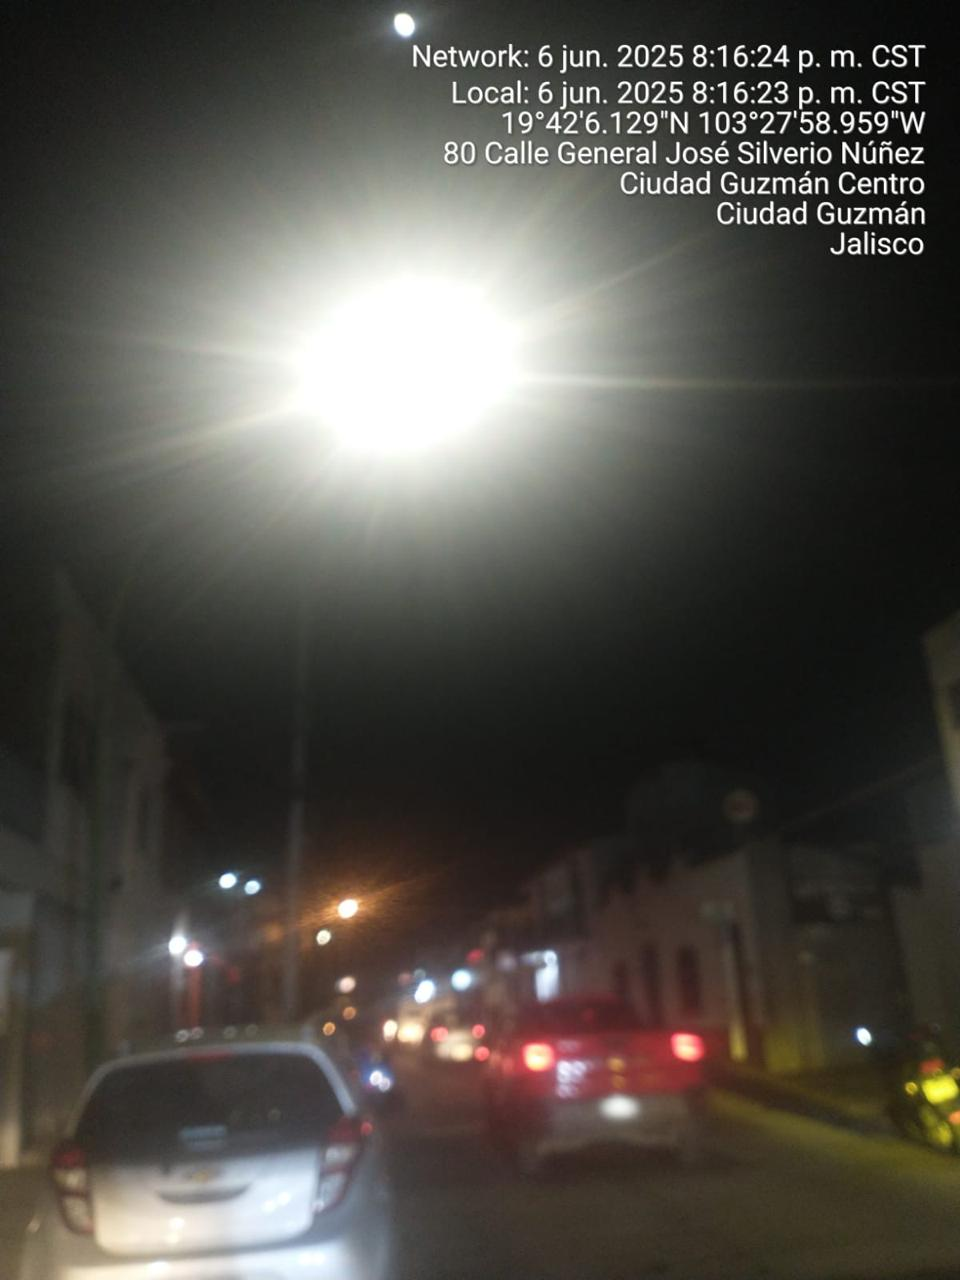 Network: 6 jun. 2025 8:16:24 p. m. CST
Local: 6 jun. 2025 8:16:23 p. m. CST
19°42'6.129"N 103°27'58.959"W
80 Calle General José Silverio Núñez
Ciudad Guzmán Centro
Ciudad Guzmán
Jalisco